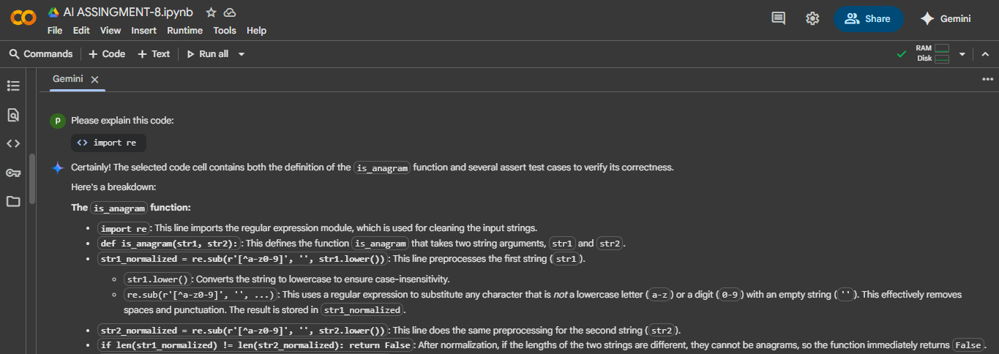 AI ASSINGMENT-8.ipynb
File Edit View Insert Runtime Tools Help
Share
Gemini
Commands + Code + Text Run all
RAM
Disk
Gemini
P Please explain this code:
<> import re
Certainly! The selected code cell contains both the definition of the is_anagram function and several assert test cases to verify its correctness.
Here's a breakdown:
The is_anagram function:
• import re: This line imports the regular expression module, which is used for cleaning the input strings.
• def is_anagram(str1, str2):: This defines the function is_anagram that takes two string arguments, str1 and str2.
• str1_normalized = re.sub(r'[^a-z0-9]', '', str1.lower()): This line preprocesses the first string (str1).
◦ str1.lower(): Converts the string to lowercase to ensure case-insensitivity.
◦ re.sub(r'[^a-z0-9]', '', ...): This uses a regular expression to substitute any character that is not a lowercase letter (a-z) or a digit (0-9) with an empty string (''). This effectively removes
spaces and punctuation. The result is stored in str1_normalized.
• str2_normalized = re.sub(r'[^a-z0-9]', '', str2.lower()): This line does the same preprocessing for the second string (str2).
• if len(str1_normalized) != len(str2_normalized): return False: After normalization, if the lengths of the two strings are different, they cannot be anagrams, so the function immediately returns False.